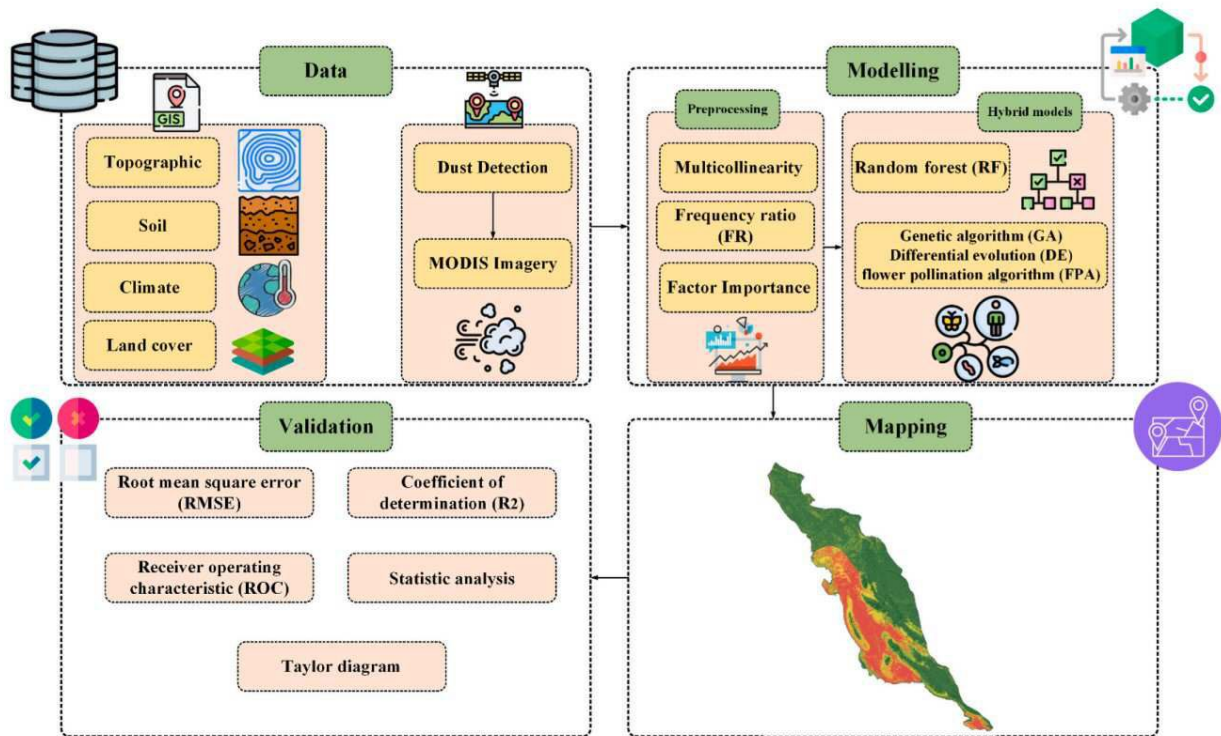 Data
GIS
Topographic
Soil
Climate
Land cover
Dust Detection
MODIS Imagery
Modelling
Preprocessing
Multicollinearity
Frequency ratio
(FR)
Factor Importance
Hybrid models
Random forest (RF)
Genetic algorithm (GA)
Differential evolution (DE)
flower pollination algorithm (FPA)
Validation
Root mean square error
(RMSE)
Coefficient of
determination (R2)
Receiver operating
characteristic (ROC)
Statistic analysis
Taylor diagram
Mapping